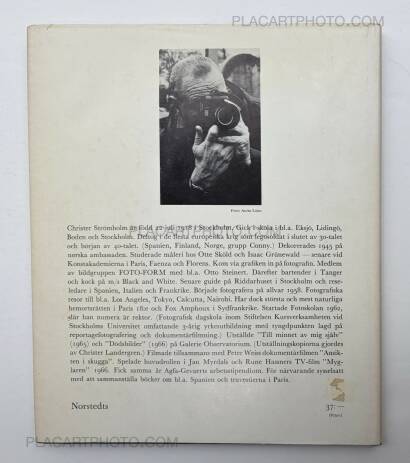 PLACARTPHOTO.COM
Christer Strömholm är född 22 juli 1918 i Stockholm. Gick i skola i bl.a. Eksjö, Lidingö,
Boden och Stockholm. Deltog i de flesta europeiska krig som legosoldat i slutet av 30-talet
och början av 40-talet. (Spanien, Finland, Norge, grupp Conny.) Dekorerades 1945 på
norska ambassaden. Studerade måleri hos Otte Sköld och Isaac Grünewald — senare vid
Konstakademierna i Paris, Faenza och Florens. Kom via grafiken in på fotografin. Medlem
av bildgruppen FOTO-FORM med bl.a. Otto Steinert. Därefter bartender i Tanger
och kock på m.s Black and White. Senare guide på Riddarhuset i Stockholm och rese-
ledare i Spanien, Italien och Frankrike. Började fotografera på allvar 1958. Fotografiska
resor till bl.a. Los Angeles, Tokyo, Calcutta, Nairobi. Har dock största och mest naturliga
hemortsrätten i Paris 18:e och Fox Amphoux i Sydfrankrike. Startade Fotoskolan 1962,
där han numera är rektor. (Fotografisk dagskola inom Stiftelsen Kursverksamheten vid
Stockholms Universitet omfattande 3-årig yrkesutbildning med tyngdpunkten lagd på
reportagefotografering och dokumentärfilmning.) Utställde "Till minnet av mig själv"
(1965) och "Dödsbilder" (1966) på Galerie Observatorium. (Utställningskopiorna gjordes
av Christer Landergren.) Filmade tillsammans med Peter Weiss dokumentärfilmen "Ansik-
ten i skugga". Spelade huvudrollen i Jan Myrdals och Rune Hassners TV-film "Myg-
laren" 1966. Fick samma år Agfa-Gevaerts arbetsstipendium. För närvarande sysselsatt
med att sammanställa böcker om bl.a. Spanien och travestierna i Paris.
Norstedts
37:—
WWW.PLACARTPHOTO.COM